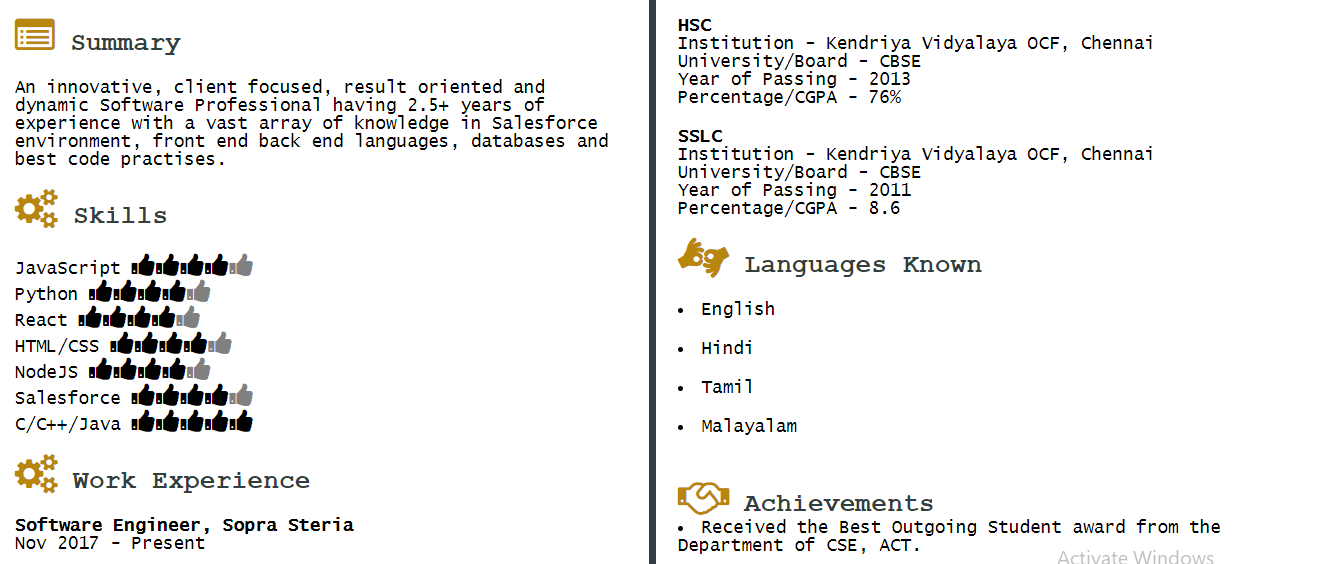 Summary
An innovative, client focused, result oriented and
dynamic Software Professional having 2.5+ years of
experience with a vast array of knowledge in Salesforce
environment, front end back end languages, databases and
best code practises.
Skills
JavaScript
Python
React
HTML/CSS
NodeJS
Salesforce
C/C++/Java
Work Experience
Software Engineer, Sopra Steria
Nov 2017 - Present
HSC
Institution - Kendriya Vidyalaya OCF, Chennai
University/Board - CBSE
Year of Passing - 2013
Percentage/CGPA - 76%
SSLC
Institution - Kendriya Vidyalaya OCF, Chennai
University/Board - CBSE
Year of Passing - 2011
Percentage/CGPA - 8.6
Languages Known
• English
• Hindi
• Tamil
• Malayalam
Achievements
• Received the Best Outgoing Student award from the
Department of CSE, ACT.
Activate Windows